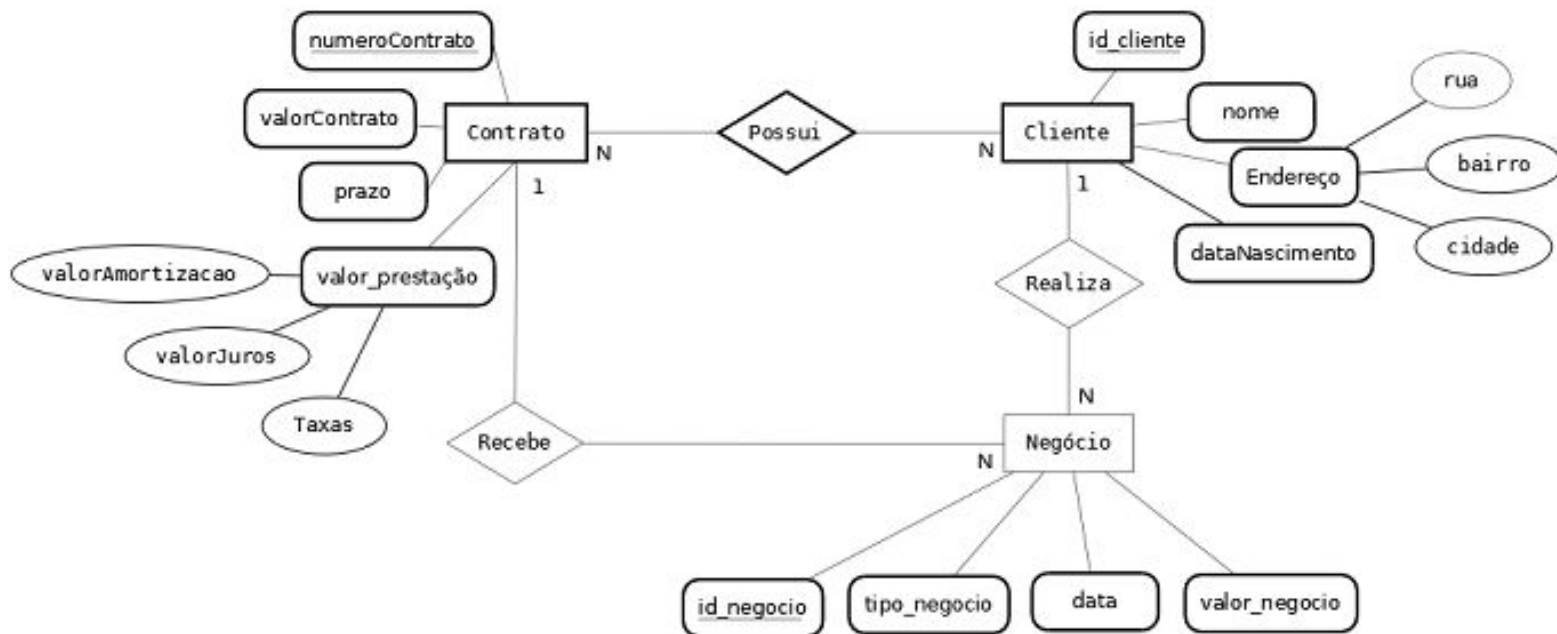 numeroContrato
id_cliente
rua
valorContrato
nome
Contrato
N
Possui
N
Cliente
bairro
prazo
1
1
Endereço
cidade
dataNascimento
valorAmortizacao
valor_prestação
Realiza
valorJuros
N
Taxas
Recebe
N
Negócio
id_negocio
tipo_negocio
data
valor_negocio